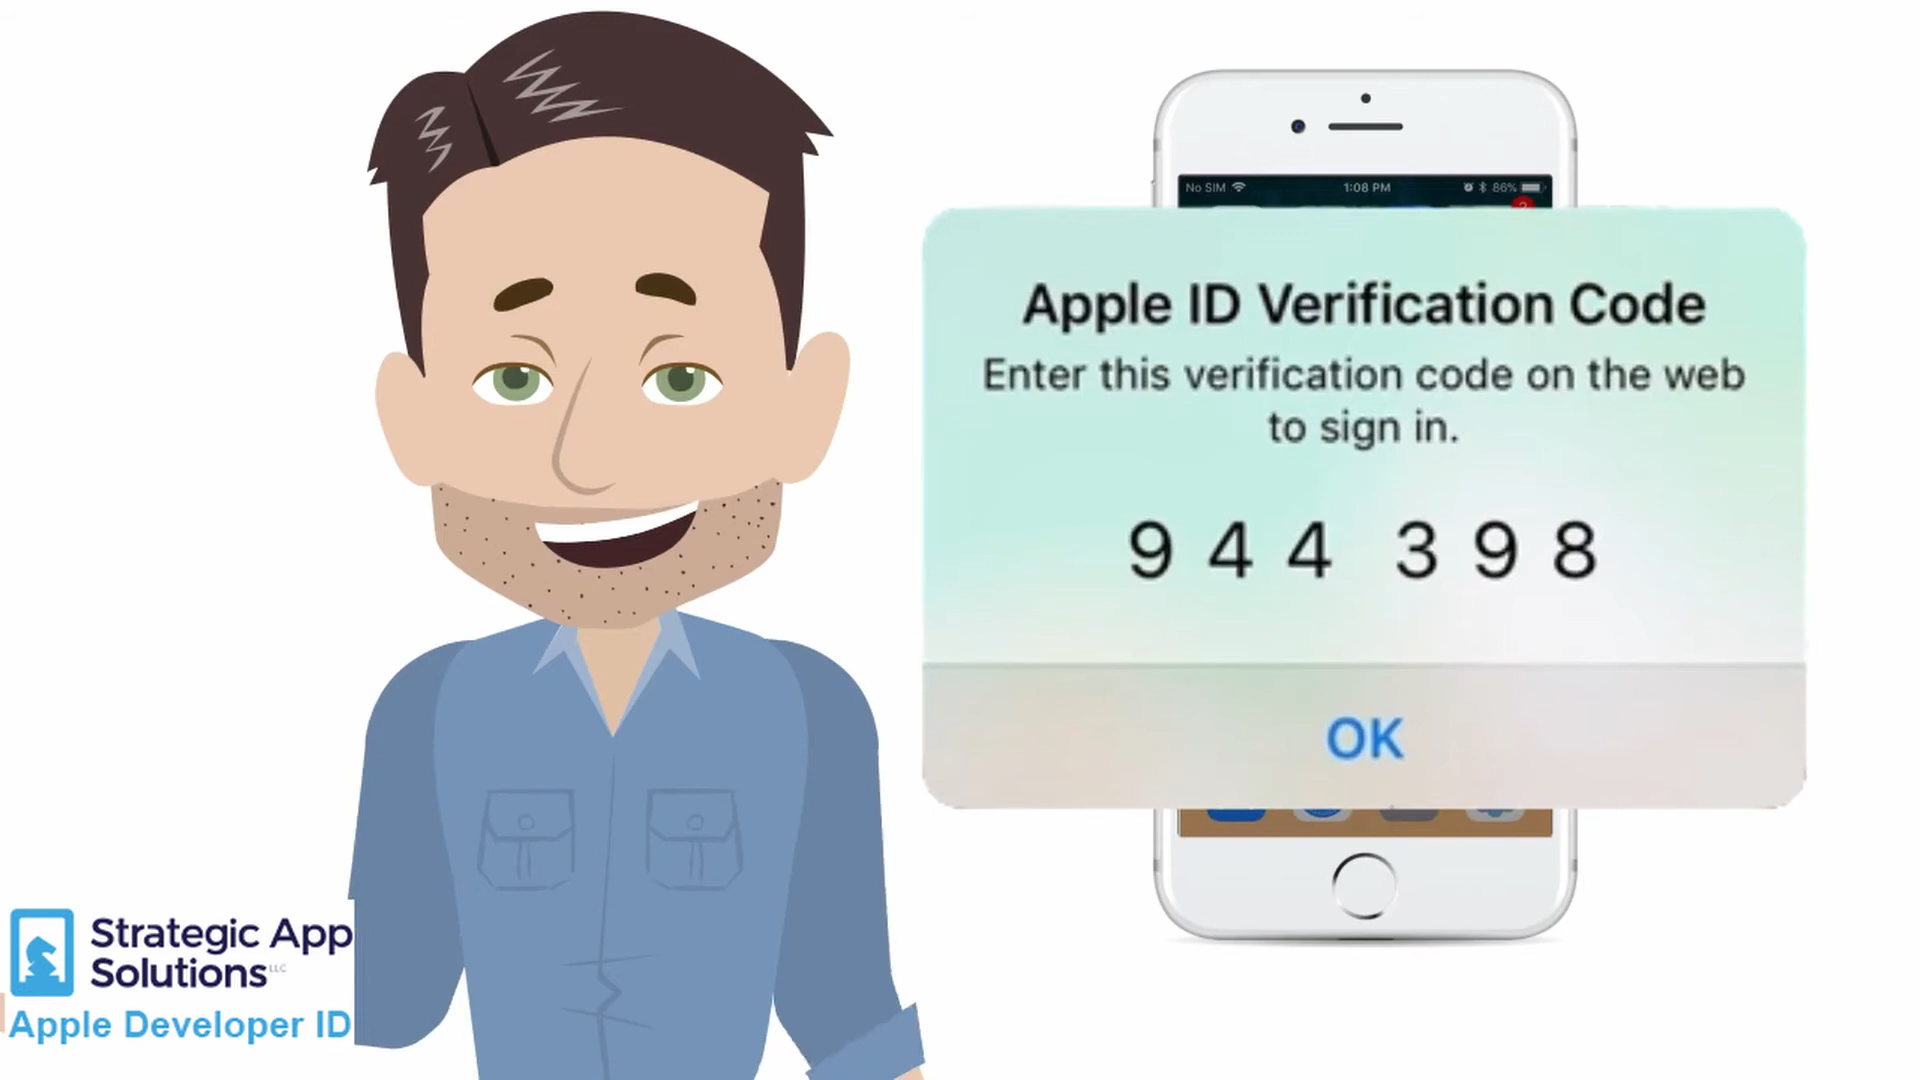 No SIM 1:08 PM 86%
2
Apple ID Verification Code
Enter this verification code on the web
to sign in.
944 398
OK
Strategic App
Solutions LLC
Apple Developer ID